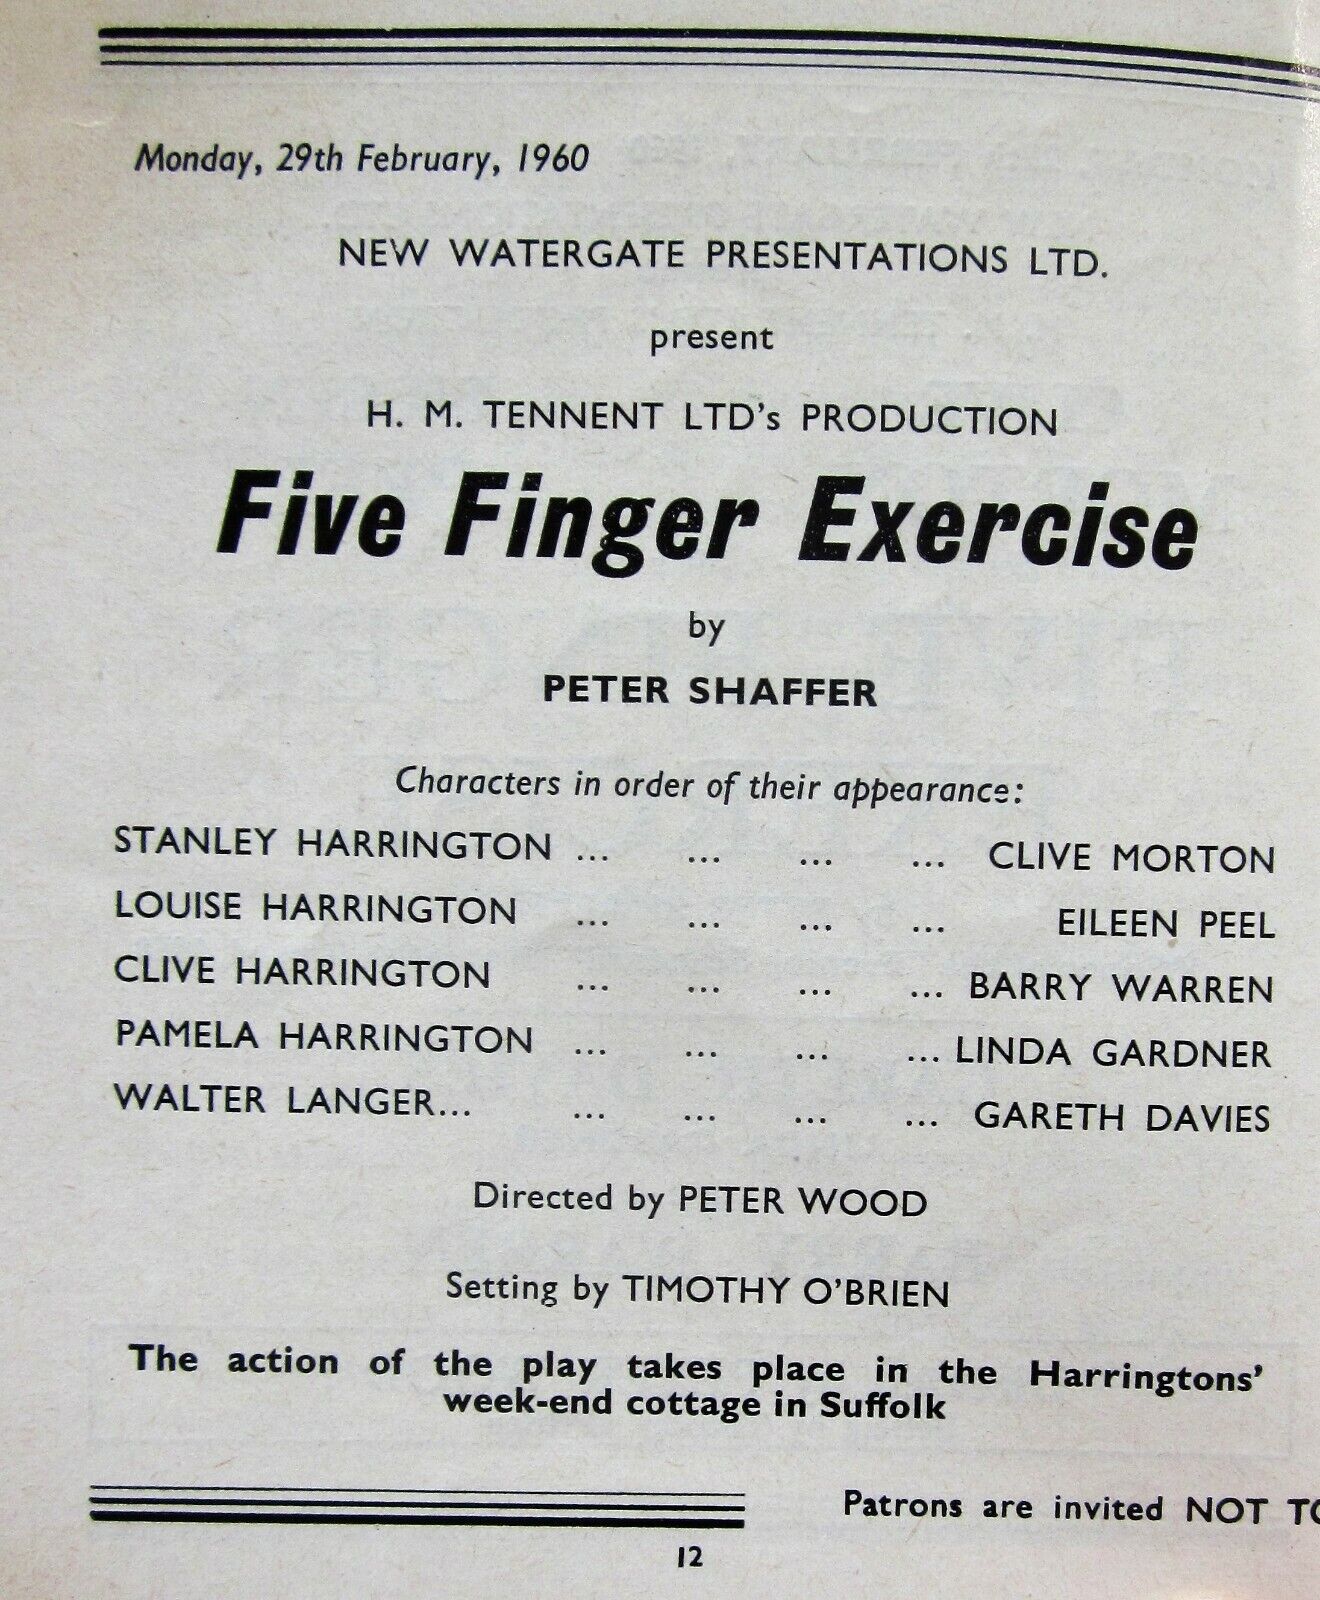 Monday, 29th February, 1960
NEW WATERGATE PRESENTATIONS LTD.
present
H. M. TENNENT LTD's PRODUCTION
Five Finger Exercise
by
PETER SHAFFER
Characters in order of their appearance:
STANLEY HARRINGTON ... ... ... ... CLIVE MORTON
LOUISE HARRINGTON ... ... ... ... EILEEN PEEL
CLIVE HARRINGTON ... ... ... ... BARRY WARREN
PAMELA HARRINGTON ... ... ... ... LINDA GARDNER
WALTER LANGER... ... ... ... ... GARETH DAVIES
Directed by PETER WOOD
Setting by TIMOTHY O'BRIEN
The action of the play takes place in the Harringtons'
week-end cottage in Suffolk
Patrons are invited NOT
12